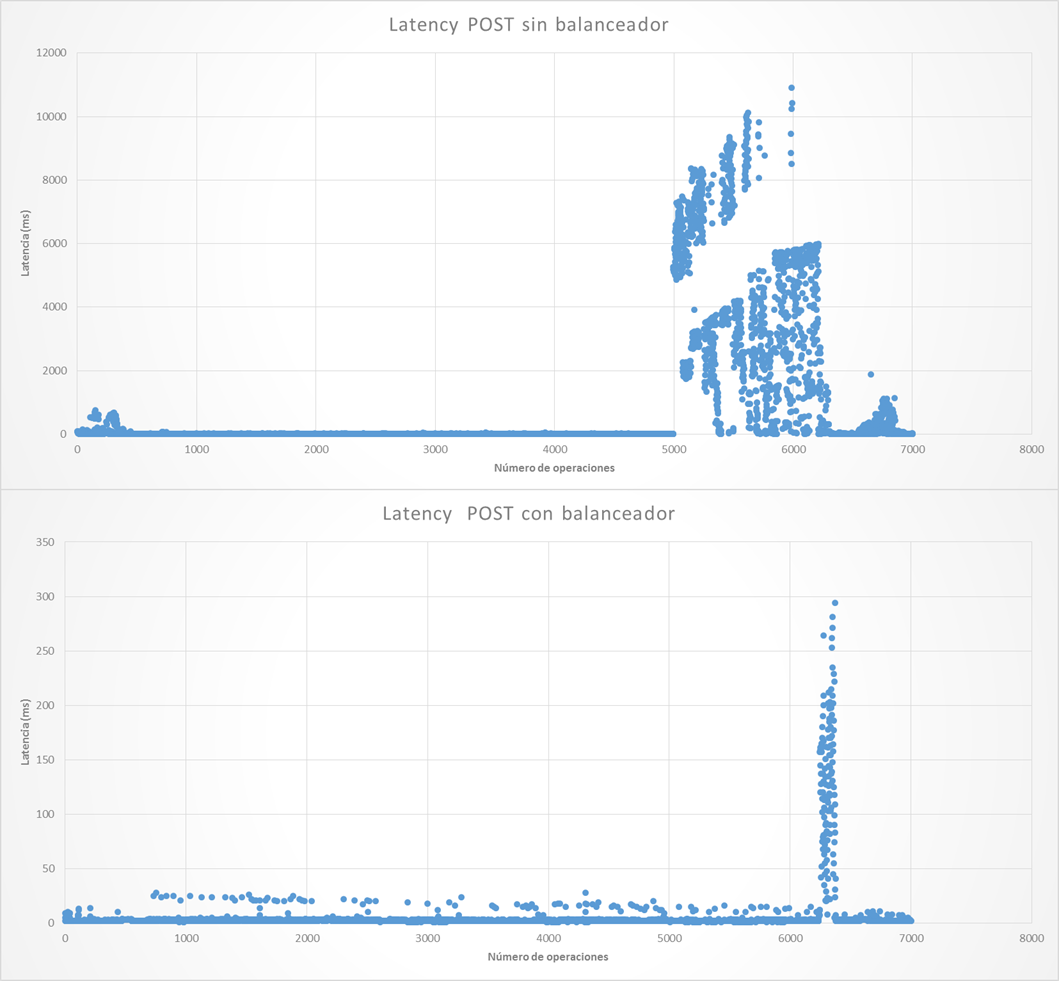 Latency POST sin balanceador
12000
10000
8000
6000
4000
2000
0
Latencia (ms)
0 1000 2000 3000 4000 5000 6000 7000 8000
Número de operaciones
Latency POST con balanceador
350
300
250
200
150
100
50
0
Latencia (ms)
0 1000 2000 3000 4000 5000 6000 7000 8000
Número de operaciones